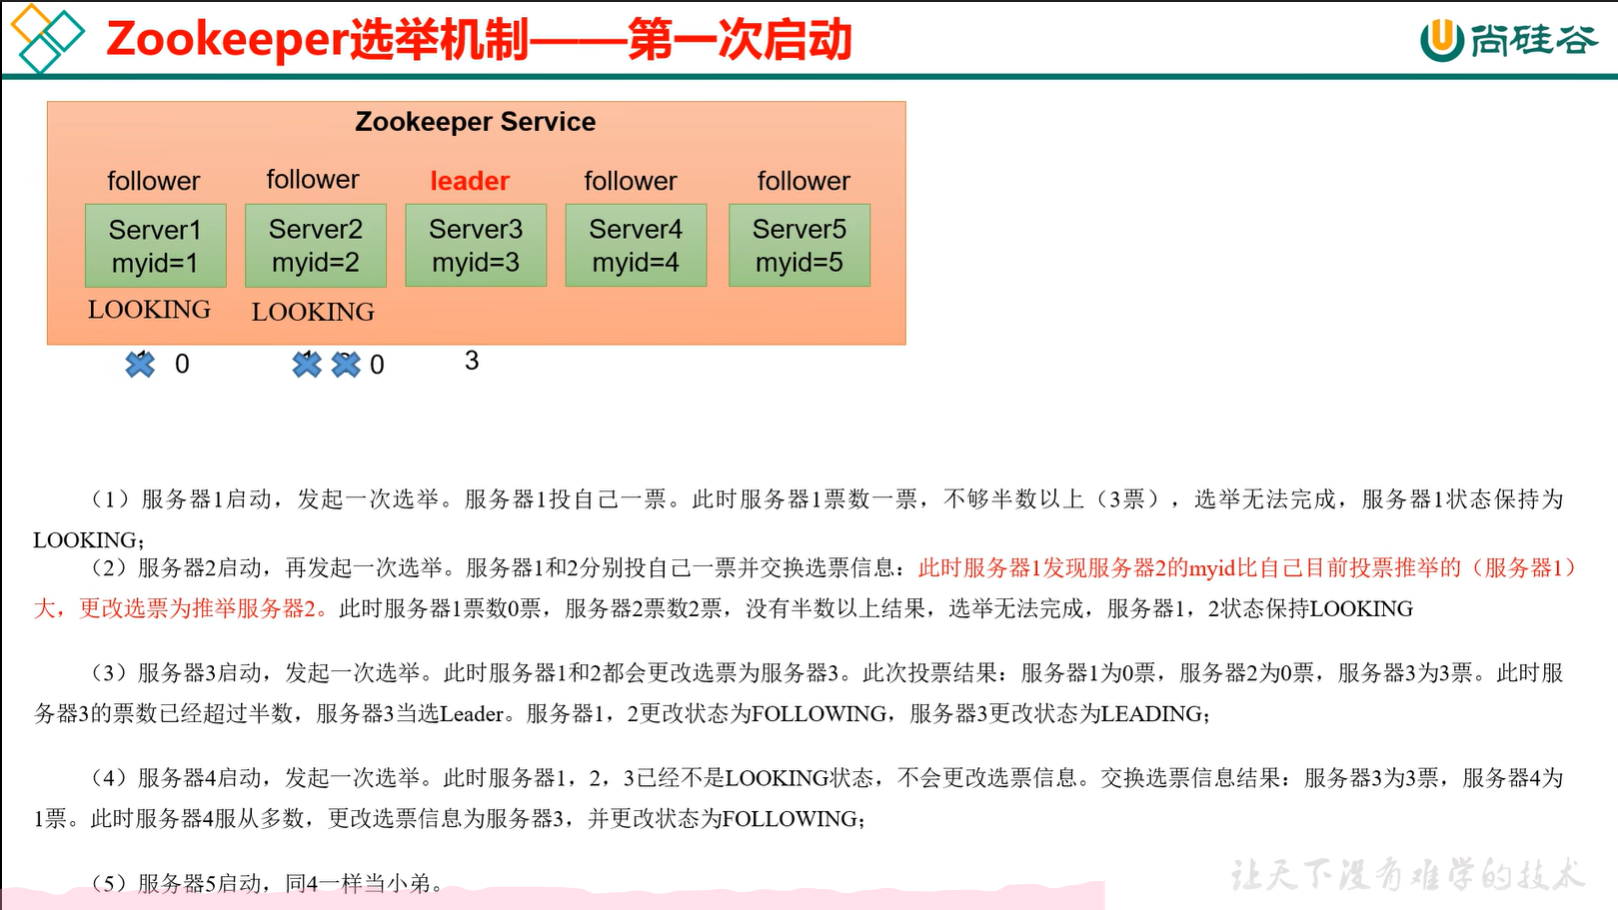 Zookeeper选举机制——第一次启动
尚硅谷
Zookeeper Service
follower follower leader follower follower
Server1 Server2 Server3 Server4 Server5
myid=1 myid=2 myid=3 myid=4 myid=5
LOOKING LOOKING
0 0 3
（1）服务器1启动，发起一次选举。服务器1投自己一票。此时服务器1票数一票，不够半数以上（3票），选举无法完成，服务器1状态保持为
LOOKING；
（2）服务器2启动，再发起一次选举。服务器1和2分别投自己一票并交换选票信息：此时服务器1发现服务器2的myid比自己目前投票推举的（服务器1）
大，更改选票为推举服务器2。此时服务器1票数0票，服务器2票数2票，没有半数以上结果，选举无法完成，服务器1，2状态保持LOOKING
（3）服务器3启动，发起一次选举。此时服务器1和2都会更改选票为服务器3。此次投票结果：服务器1为0票，服务器2为0票，服务器3为3票。此时服
务器3的票数已经超过半数，服务器3当选Leader。服务器1，2更改状态为FOLLOWING，服务器3更改状态为LEADING；
（4）服务器4启动，发起一次选举。此时服务器1，2，3已经不是LOOKING状态，不会更改选票信息。交换选票信息结果：服务器3为3票，服务器4为
1票。此时服务器4服从多数，更改选票信息为服务器3，并更改状态为FOLLOWING；
（5）服务器5启动，同4一样当小弟。
让天下没有难学的技术